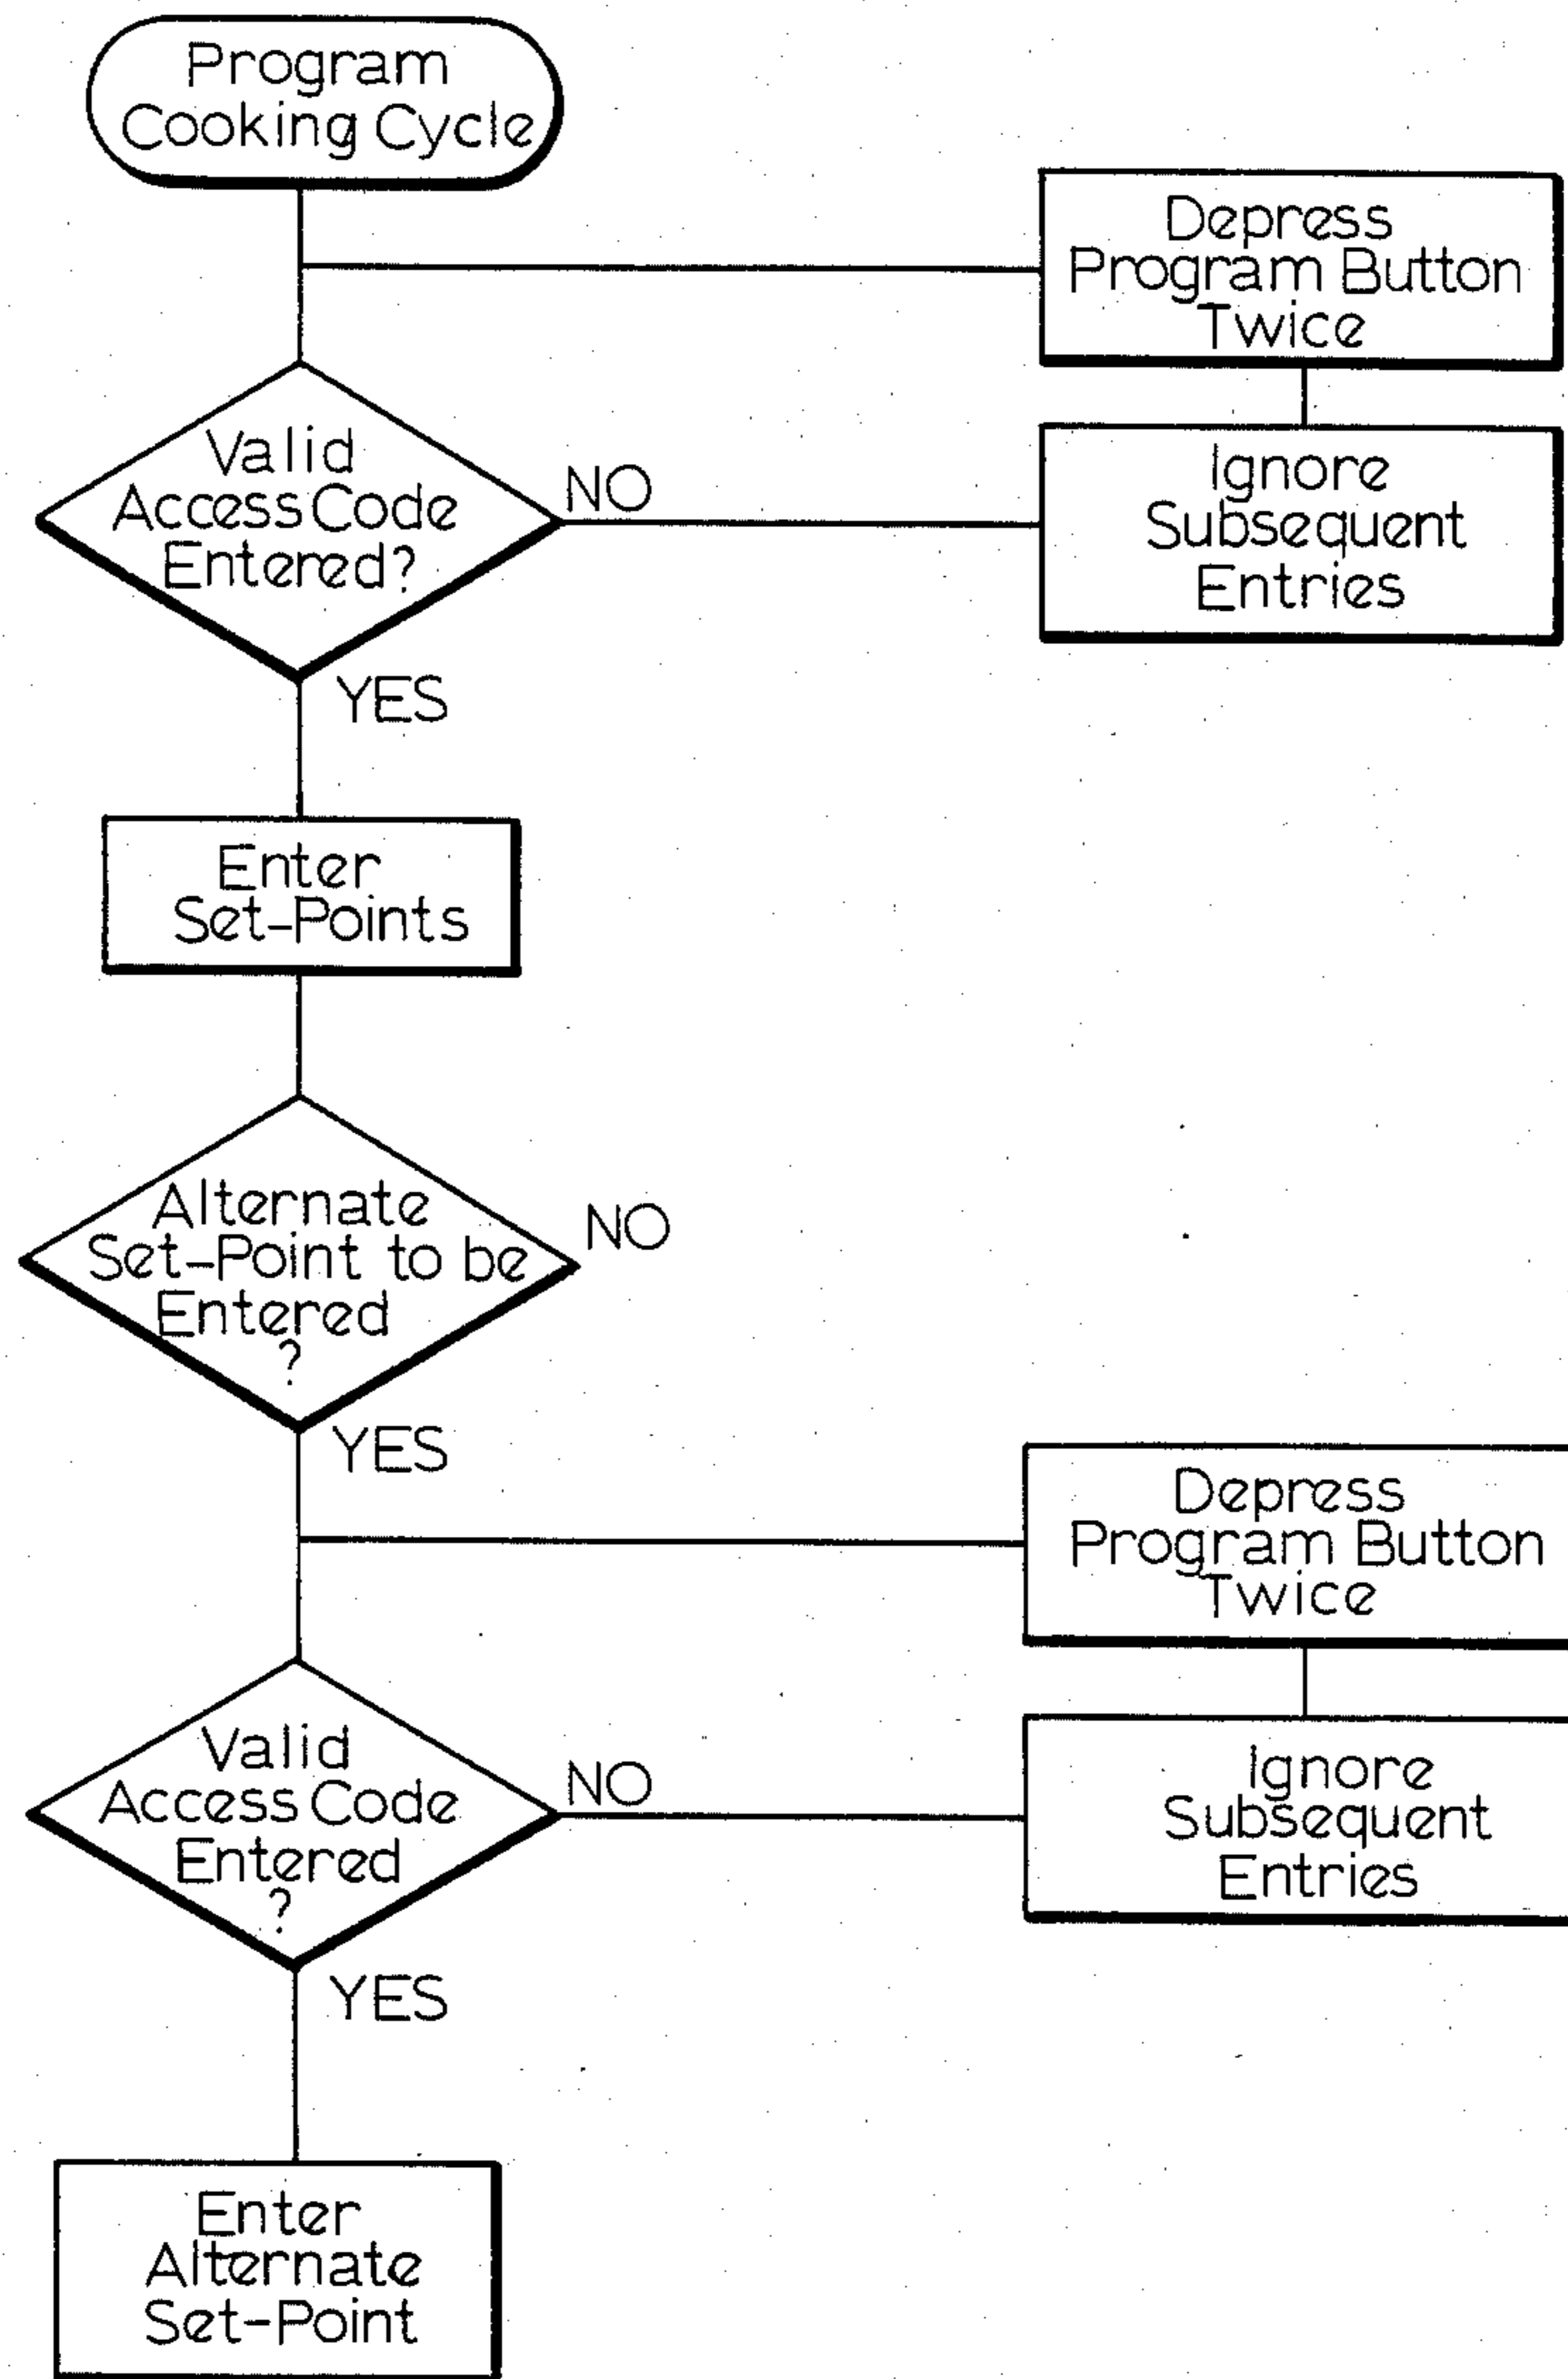 Program
Cooking Cycle
Depress
Program Button
Twice
Valid
Access Code
Entered?
NO
Ignore
Subsequent
Entries
YES
Enter
Set-Points
Alternate
Set-Point to be
Entered
?
NO
YES
Depress
Program Button
Twice
Valid
Access Code
Entered
?
NO
Ignore
Subsequent
Entries
YES
Enter
Alternate
Set-Point